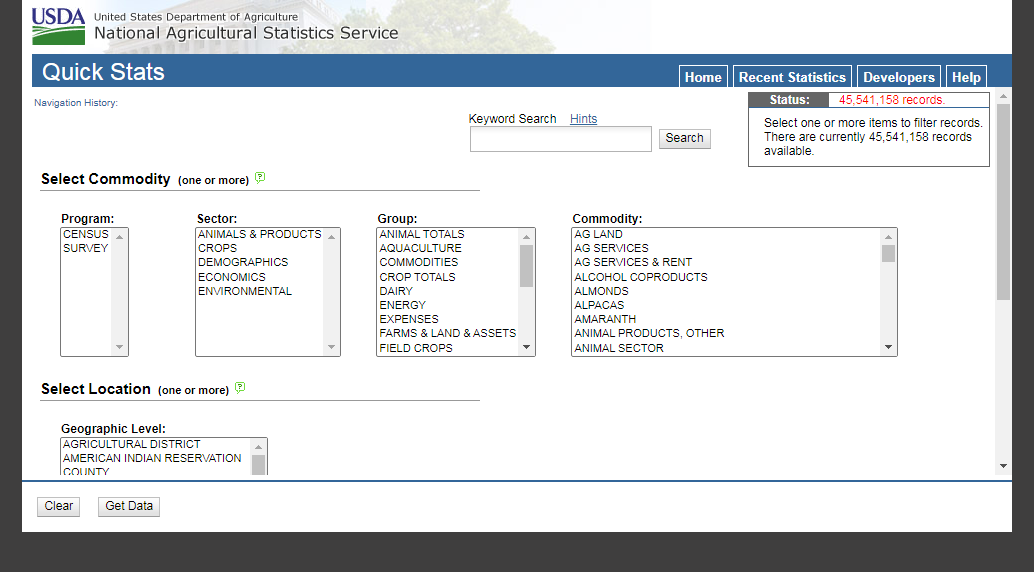 USDA
United States Department of Agriculture
National Agricultural Statistics Service
Quick Stats
Home
Recent Statistics
Developers
Help
Navigation History:
Status: 45,541,158 records.
Select one or more items to filter records.
There are currently 45,541,158 records
available.
Keyword Search Hints
Search
Select Commodity (one or more) ?
Program:
CENSUS
SURVEY
Sector:
ANIMALS & PRODUCTS
CROPS
DEMOGRAPHICS
ECONOMICS
ENVIRONMENTAL
Group:
ANIMAL TOTALS
AQUACULTURE
COMMODITIES
CROP TOTALS
DAIRY
ENERGY
EXPENSES
FARMS & LAND & ASSETS
FIELD CROPS
Commodity:
AG LAND
AG SERVICES
AG SERVICES & RENT
ALCOHOL COPRODUCTS
ALMONDS
ALPACAS
AMARANTH
ANIMAL PRODUCTS, OTHER
ANIMAL SECTOR
Select Location (one or more) ?
Geographic Level:
AGRICULTURAL DISTRICT
AMERICAN INDIAN RESERVATION
COUNTY
Clear
Get Data